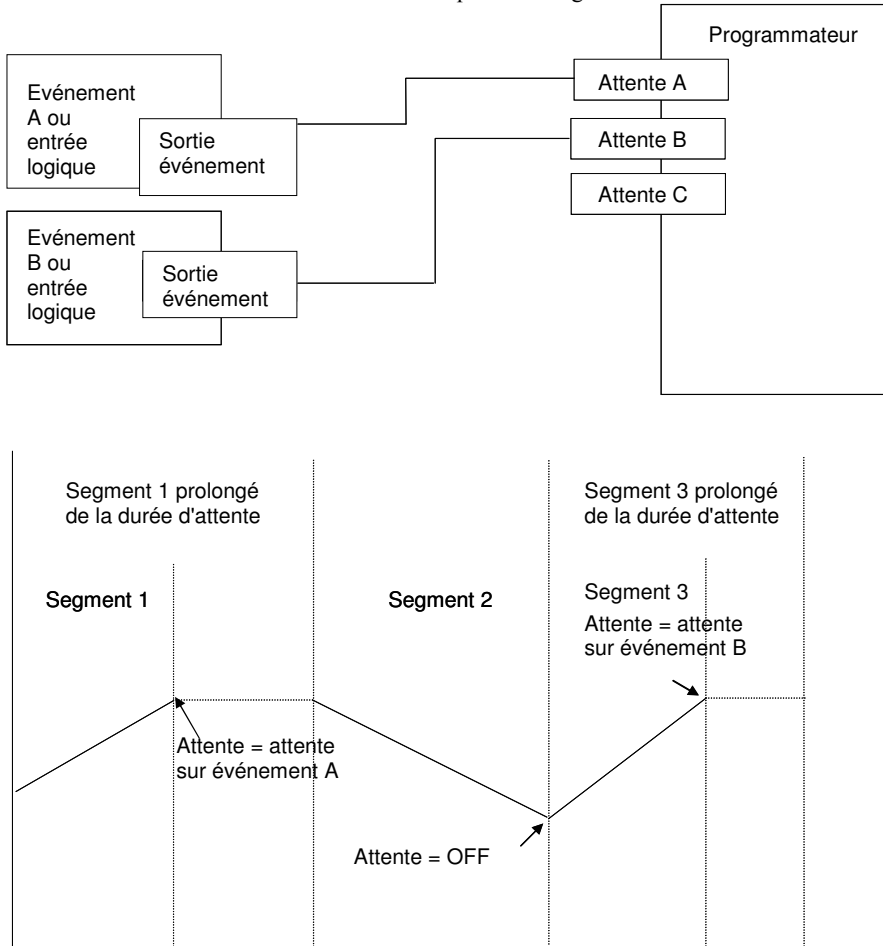 Programmateur
Evénement
A ou
entrée
logique
Sortie
événement
Attente A
Attente B
Attente C
Evénement
B ou
entrée
logique
Sortie
événement
Segment 1 prolongé
de la durée d'attente
Segment 3 prolongé
de la durée d'attente
Segment 1
Segment 2
Segment 3
Attente = attente
sur événement B
Attente = attente
sur événement A
Attente = OFF